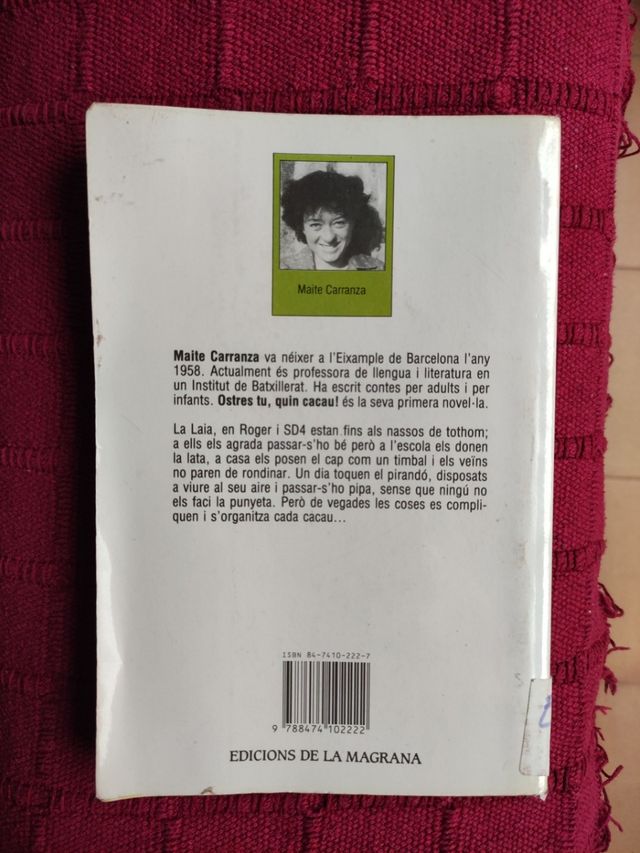 Maite Carranza
Maite Carranza va néixer a l'Eixample de Barcelona l'any
1958. Actualment és professora de llengua i literatura en
un Institut de Batxillerat. Ha escrit contes per adults i per
infants. Ostres tu, quin cacau! és la seva primera novel·la.
La Laia, en Roger i SD4 estan fins als nassos de tothom;
a ells els agrada passar-s'ho bé però a l'escola els donen
la lata, a casa els posen el cap com un timbal i els veïns
no paren de rondinar. Un dia toquen el pirandó, disposats
a viure al seu aire i passar-s'ho pipa, sense que ningú no
els faci la punyeta. Però de vegades les coses es compli-
quen i s'organitza cada cacau...
ISBN 84-7410-222-7
9 788474 102222
EDICIONS DE LA MAGRANA